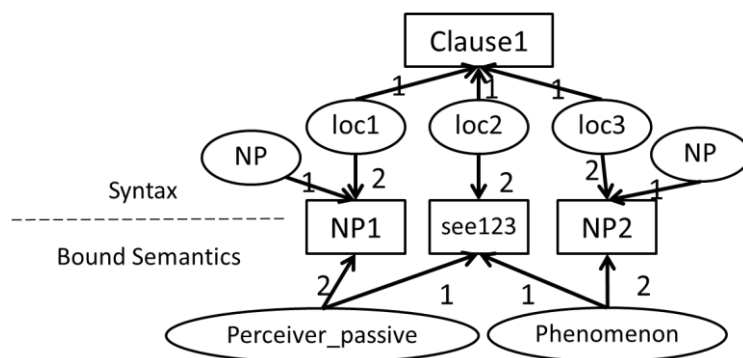 Clause1
1 1 1
loc1 loc2 loc3
NP NP
1 2 2 2 1
Syntax
NP1 see123 NP2
Bound Semantics
2 1 1 2
Perceiver_passive Phenomenon